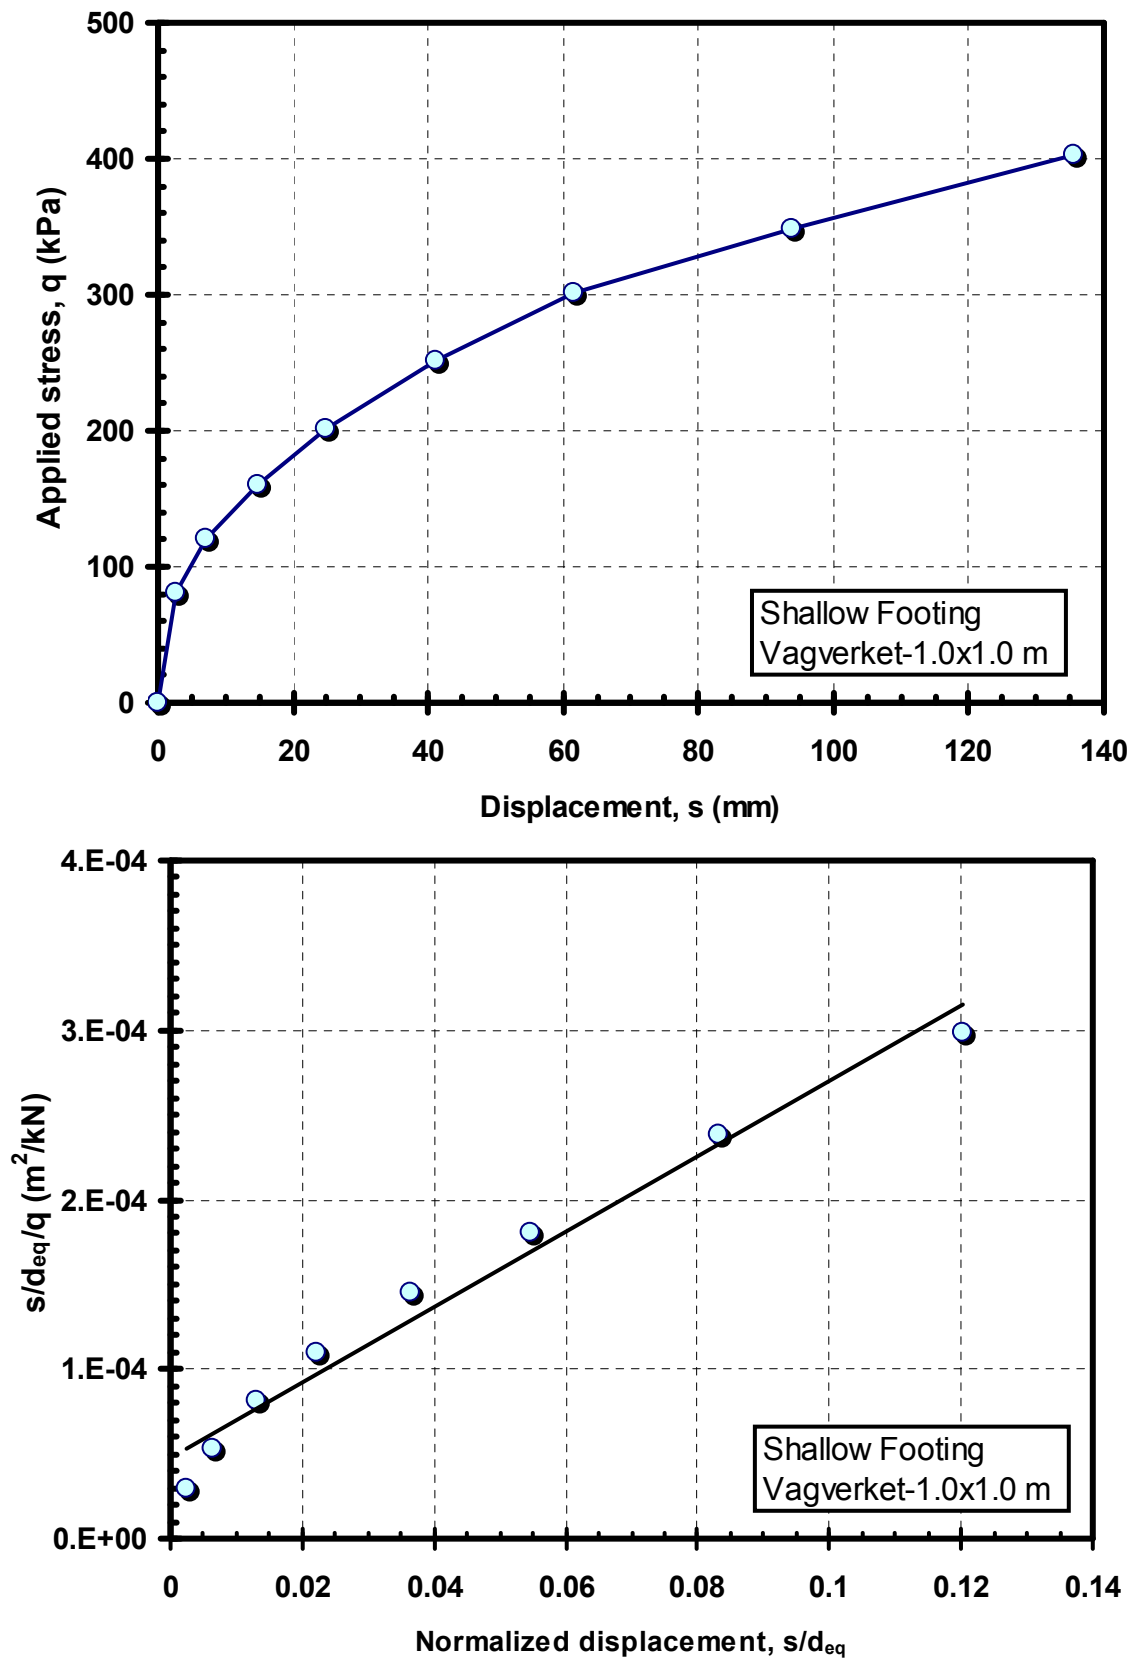 500
400
300
200
100
0
Applied stress, q (kPa)
Shallow Footing
Vagverket-1.0x1.0 m
0 20 40 60 80 100 120 140
Displacement, s (mm)
4.E-04
3.E-04
2.E-04
1.E-04
0.E+00
s/deq/q (m²/kN)
Shallow Footing
Vagverket-1.0x1.0 m
0 0.02 0.04 0.06 0.08 0.1 0.12 0.14
Normalized displacement, s/deq